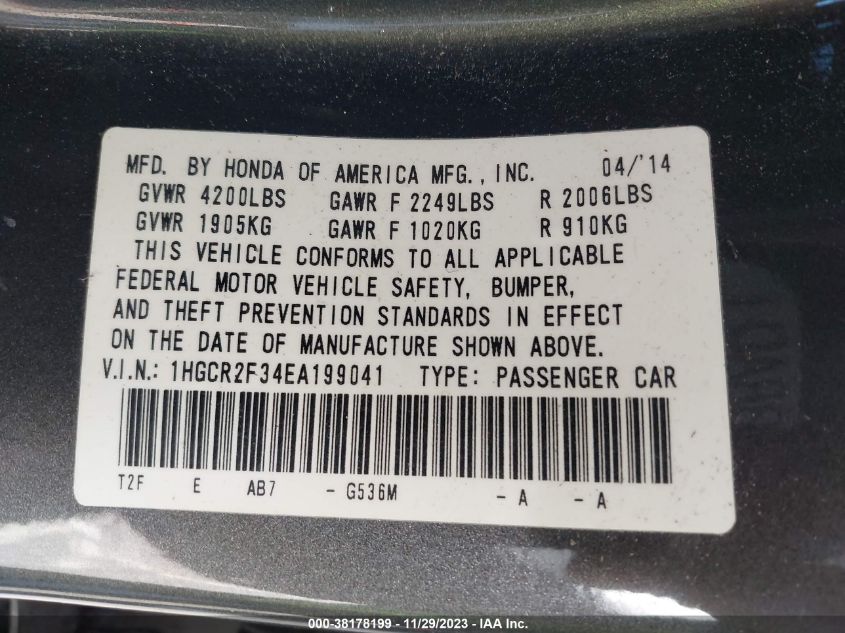 MFD. BY HONDA OF AMERICA MFG., INC. 04/'14
GVWR 4200LBS GAWR F 2249LBS R 2006LBS
GVWR 1905KG GAWR F 1020KG R 910KG
THIS VEHICLE CONFORMS TO ALL APPLICABLE
FEDERAL MOTOR VEHICLE SAFETY, BUMPER,
AND THEFT PREVENTION STANDARDS IN EFFECT
ON THE DATE OF MANUFACTURE SHOWN ABOVE.
V.I.N.: 1HGCR2F34EA199041 TYPE: PASSENGER CAR
T2F E AB7 - G536M - A - A
000-38178199 - 11/29/2023 - IAA Inc.